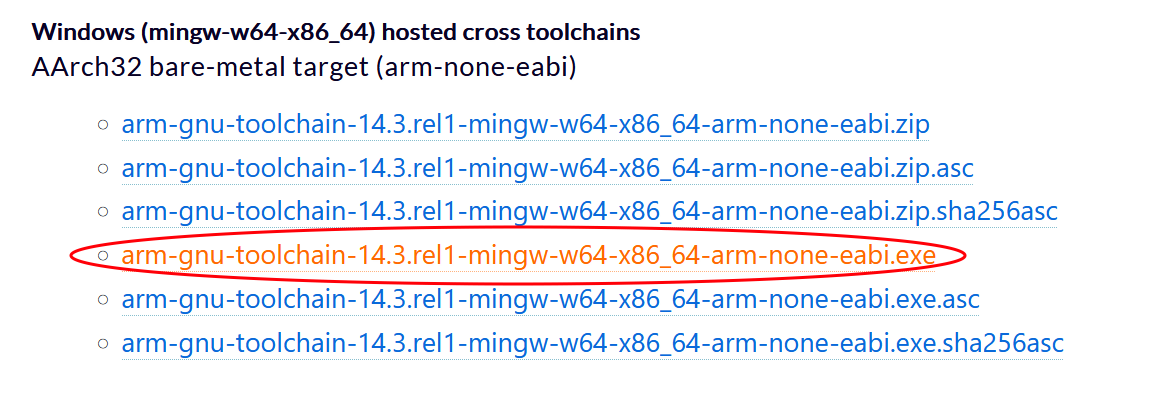 Windows (mingw-w64-x86_64) hosted cross toolchains
AArch32 bare-metal target (arm-none-eabi)
arm-gnu-toolchain-14.3.rel1-mingw-w64-x86_64-arm-none-eabi.zip
arm-gnu-toolchain-14.3.rel1-mingw-w64-x86_64-arm-none-eabi.zip.asc
arm-gnu-toolchain-14.3.rel1-mingw-w64-x86_64-arm-none-eabi.zip.sha256asc
arm-gnu-toolchain-14.3.rel1-mingw-w64-x86_64-arm-none-eabi.exe
arm-gnu-toolchain-14.3.rel1-mingw-w64-x86_64-arm-none-eabi.exe.asc
arm-gnu-toolchain-14.3.rel1-mingw-w64-x86_64-arm-none-eabi.exe.sha256asc